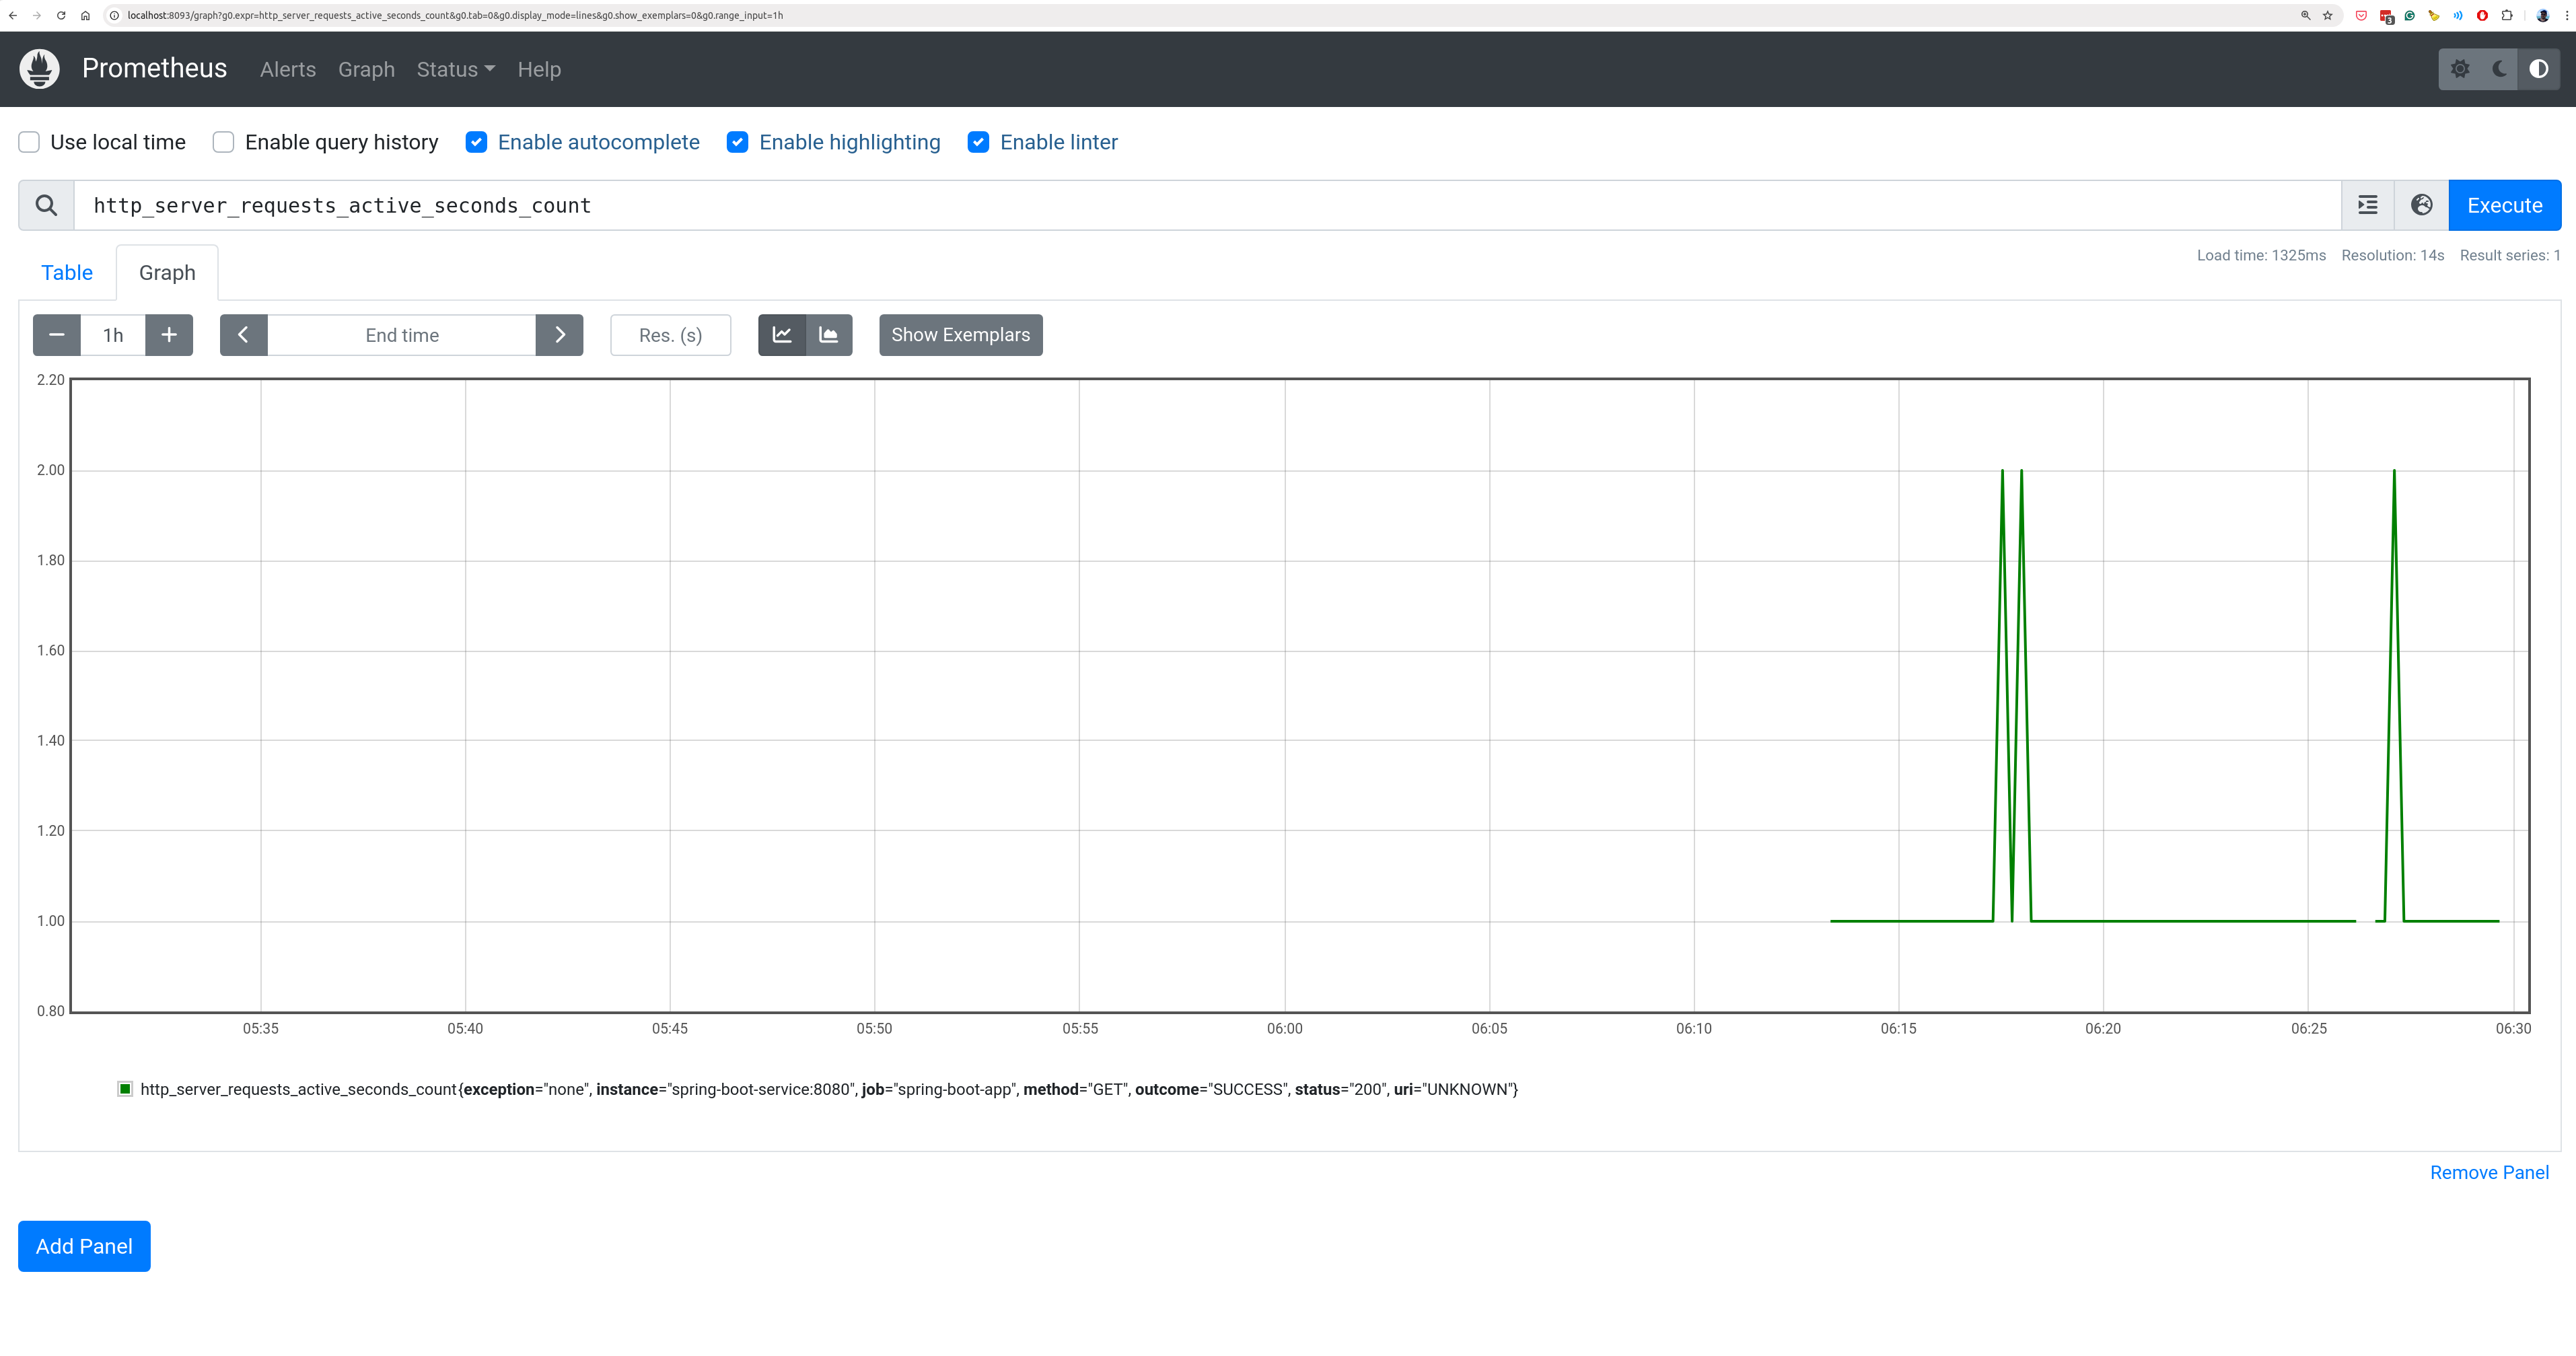 localhost:8093/graph?g0.expr=http_server_requests_active_seconds_count&g0.tab=0&g0.display_mode=lines&g0.show_exemplars=0&g0.range_input=1h
3
Prometheus Alerts Graph Status Help
Use local time Enable query history Enable autocomplete Enable highlighting Enable linter
http_server_requests_active_seconds_count Execute
Load time: 1325ms Resolution: 14s Result series: 1
Table Graph
1h End time Res. (s) Show Exemplars
2.20
2.00
1.80
1.60
1.40
1.20
1.00
0.80
05:35 05:40 05:45 05:50 05:55 06:00 06:05 06:10 06:15 06:20 06:25 06:30
http_server_requests_active_seconds_count{exception="none", instance="spring-boot-service:8080", job="spring-boot-app", method="GET", outcome="SUCCESS", status="200", uri="UNKNOWN"}
Remove Panel
Add Panel